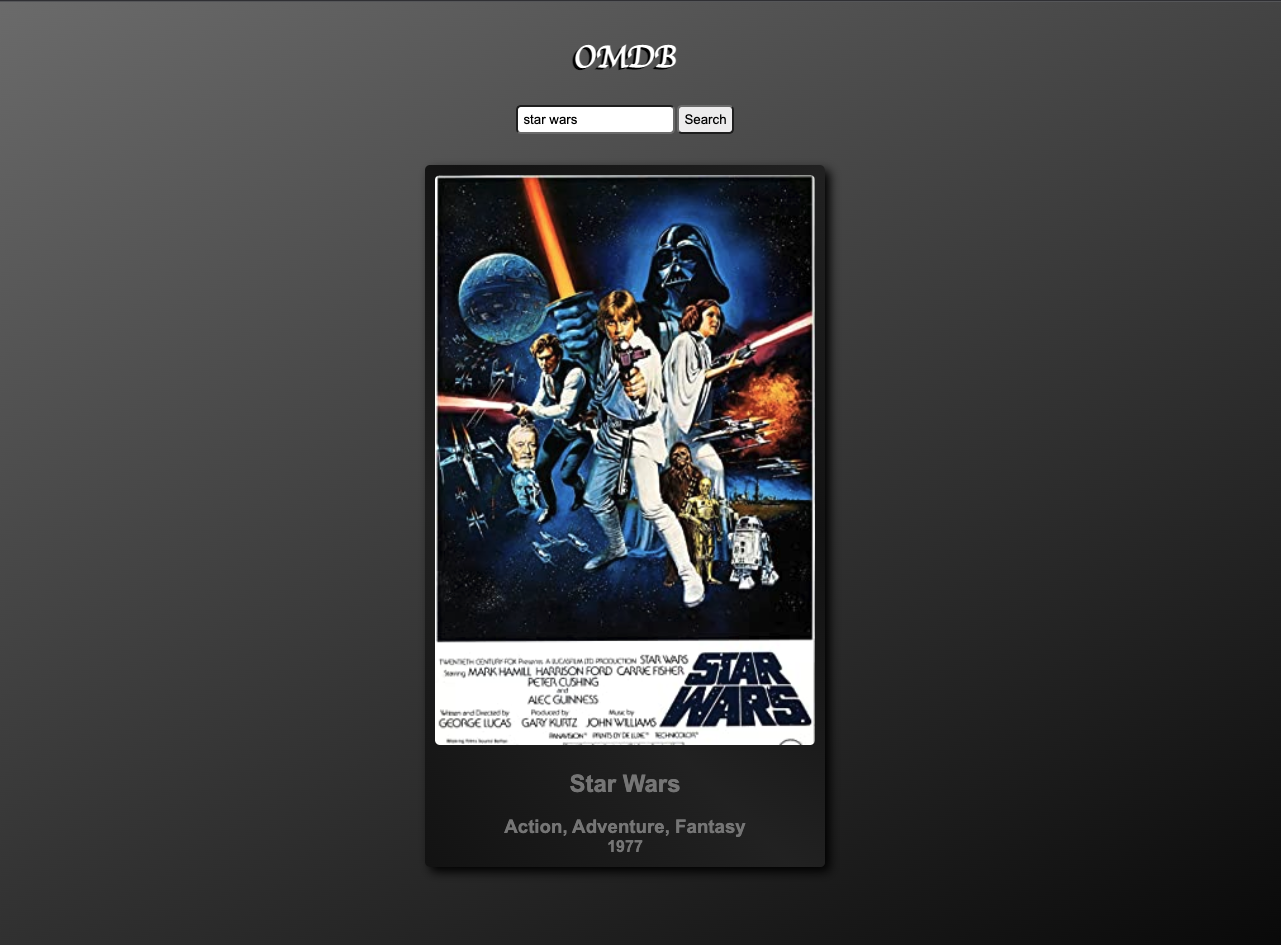 OMDB
star wars Search
TWENTIETH CENTURY-FOX Presents A LUCASFILM LTD PRODUCTION STAR WARS
Starring MARK HAMILL HARRISON FORD CARRIE FISHER
PETER CUSHING
and
ALEC GUINNESS
STAR
WARS
Written and Directed by Produced by Music by
GEORGE LUCAS GARY KURTZ JOHN WILLIAMS
PANAVISION® PRINTS BY DE LUXE® TECHNICOLOR®
Star Wars
Action, Adventure, Fantasy
1977